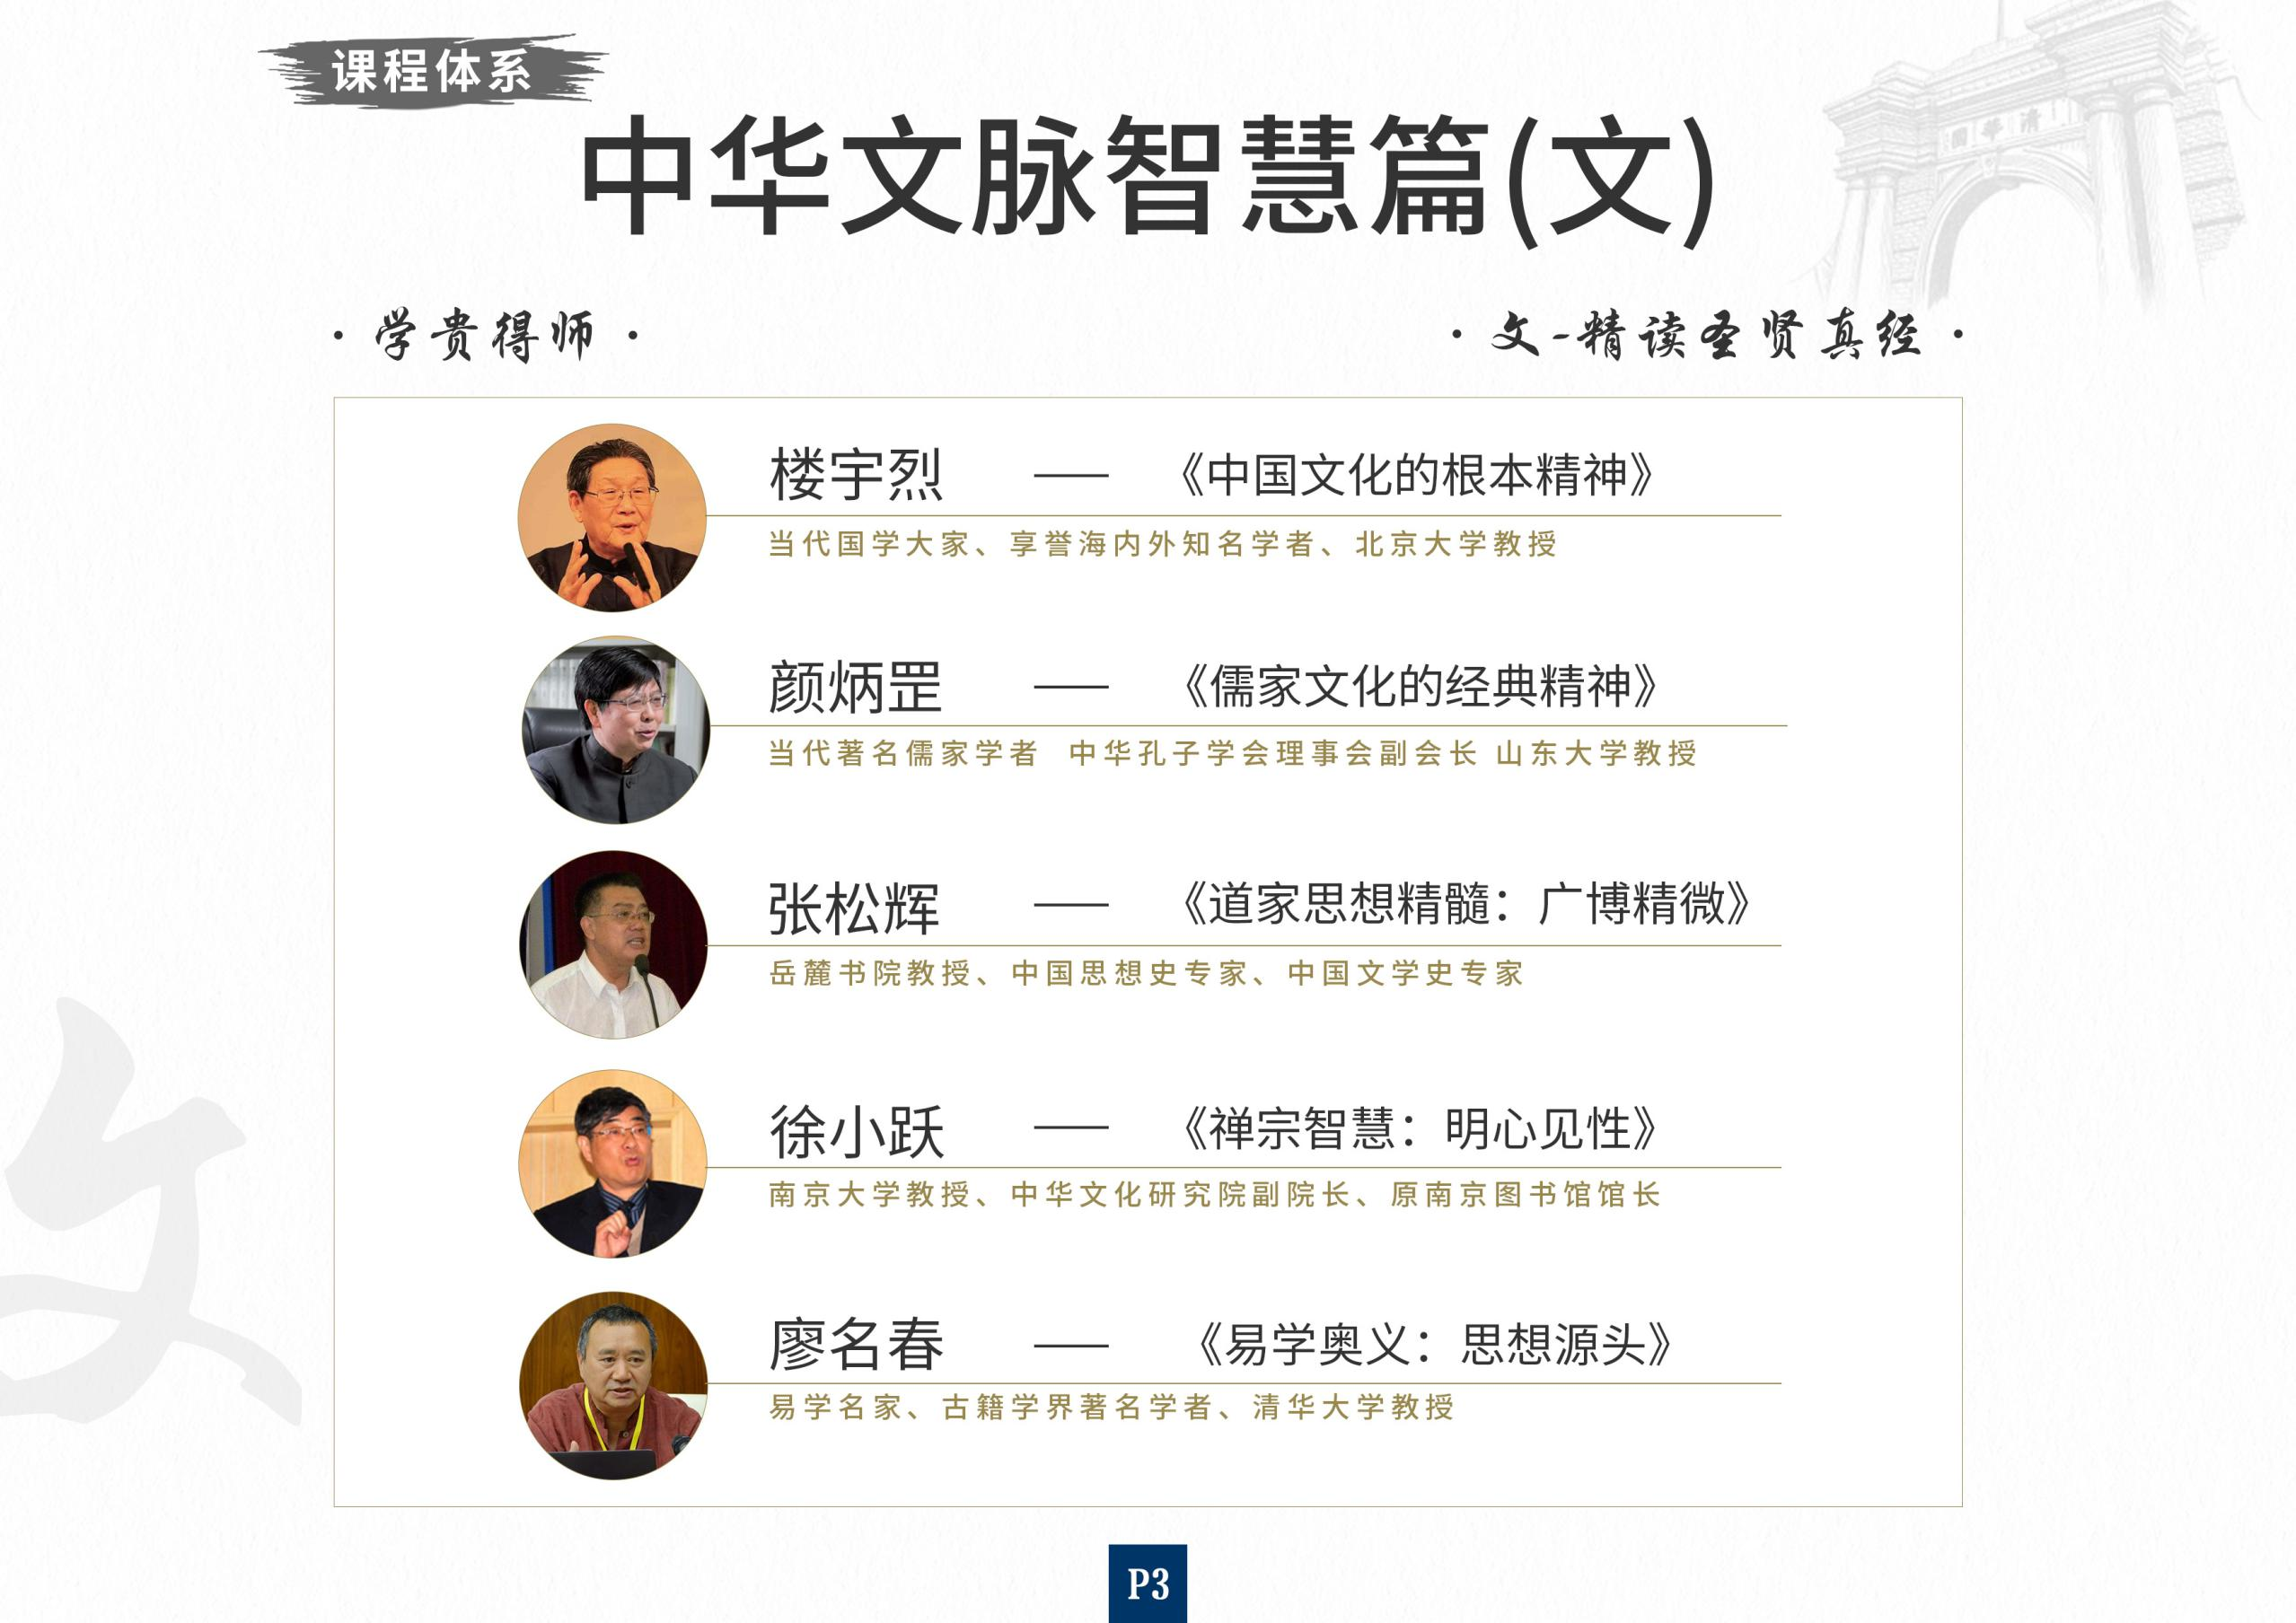 课程体系
中华文脉智慧篇(文)
·学贵得师·
·文-精读圣贤真经·
楼宇烈 —— 《中国文化的根本精神》
当代国学大家、享誉海内外知名学者、北京大学教授
颜炳罡 —— 《儒家文化的经典精神》
当代著名儒家学者 中华孔子学会理事会副会长 山东大学教授
张松辉 —— 《道家思想精髓：广博精微》
岳麓书院教授、中国思想史专家、中国文学史专家
徐小跃 —— 《禅宗智慧：明心见性》
南京大学教授、中华文化研究院副院长、原南京图书馆馆长
廖名春 —— 《易学奥义：思想源头》
易学名家、古籍学界著名学者、清华大学教授
文
園華清
P3